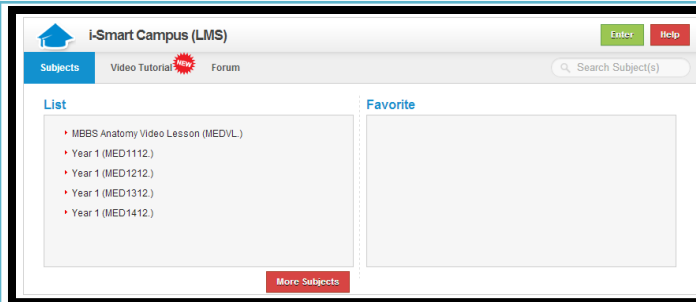 i-Smart Campus (LMS)
Enter
Help
Subjects
Video Tutorial
NEW
Forum
Search Subject(s)
List
Favorite
MBBS Anatomy Video Lesson (MEDVL.)
Year 1 (MED1112.)
Year 1 (MED1212.)
Year 1 (MED1312.)
Year 1 (MED1412.)
More Subjects